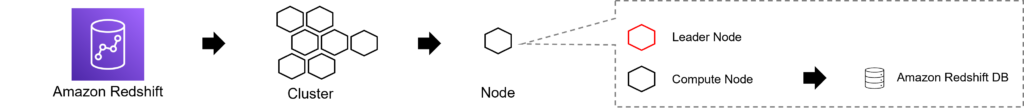 Amazon Redshift
Cluster
Node
Leader Node
Compute Node
Amazon Redshift DB